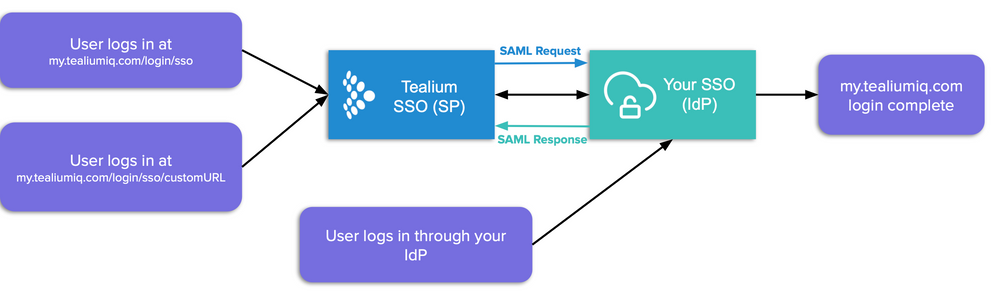 User logs in at
my.tealiumiq.com/login/sso
User logs in at
my.tealiumiq.com/login/sso/customURL
Tealium
SSO (SP)
SAML Request
SAML Response
Your SSO
(IdP)
my.tealiumiq.com
login complete
User logs in through your
IdP